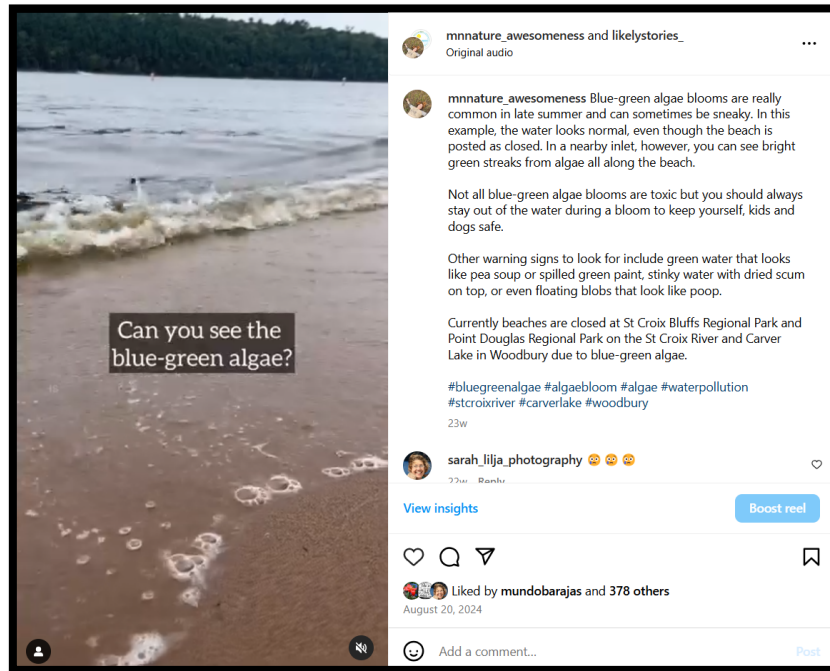 Can you see the
blue-green algae?
mnnature_awesomeness and likelystories_
Original audio
mnnature_awesomeness Blue-green algae blooms are really
common in late summer and can sometimes be sneaky. In this
example, the water looks normal, even though the beach is
posted as closed. In a nearby inlet, however, you can see bright
green streaks from algae all along the beach.
Not all blue-green algae blooms are toxic but you should always
stay out of the water during a bloom to keep yourself, kids and
dogs safe.
Other warning signs to look for include green water that looks
like pea soup or spilled green paint, stinky water with dried scum
on top, or even floating blobs that look like poop.
Currently beaches are closed at St Croix Bluffs Regional Park and
Point Douglas Regional Park on the St Croix River and Carver
Lake in Woodbury due to blue-green algae.
#bluegreenalgae #algaebloom #algae #waterpollution
#stcroixriver #carverlake #woodbury
23w
sarah_lilja_photography 😳 😳 😳
22w Reply
View insights
Boost reel
Liked by mundobarajas and 378 others
August 20, 2024
Add a comment...
Post